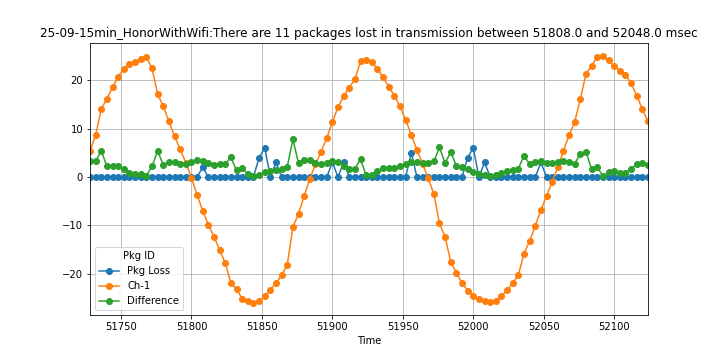 25-09-15min_HonorWithWifi:There are 11 packages lost in transmission between 51808.0 and 52048.0 msec
20
10
0
−10
−20
Pkg ID
Pkg Loss
Ch-1
Difference
51750 51800 51850 51900 51950 52000 52050 52100
Time